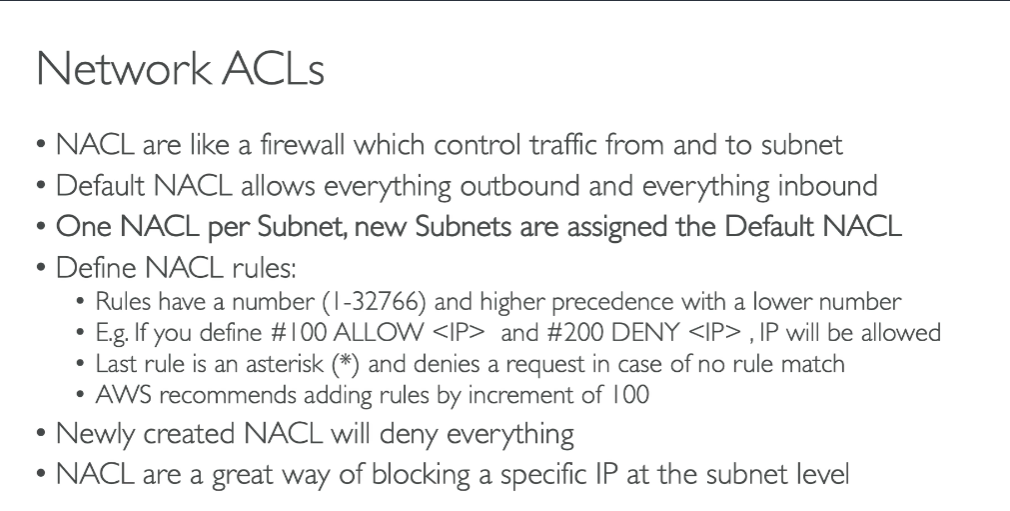 Network ACLs
• NACL are like a firewall which control traffic from and to subnet
• Default NACL allows everything outbound and everything inbound
• One NACL per Subnet, new Subnets are assigned the Default NACL
• Define NACL rules:
• Rules have a number (1-32766) and higher precedence with a lower number
• E.g. If you define #100 ALLOW <IP> and #200 DENY <IP> , IP will be allowed
• Last rule is an asterisk (*) and denies a request in case of no rule match
• AWS recommends adding rules by increment of 100
• Newly created NACL will deny everything
• NACL are a great way of blocking a specific IP at the subnet level